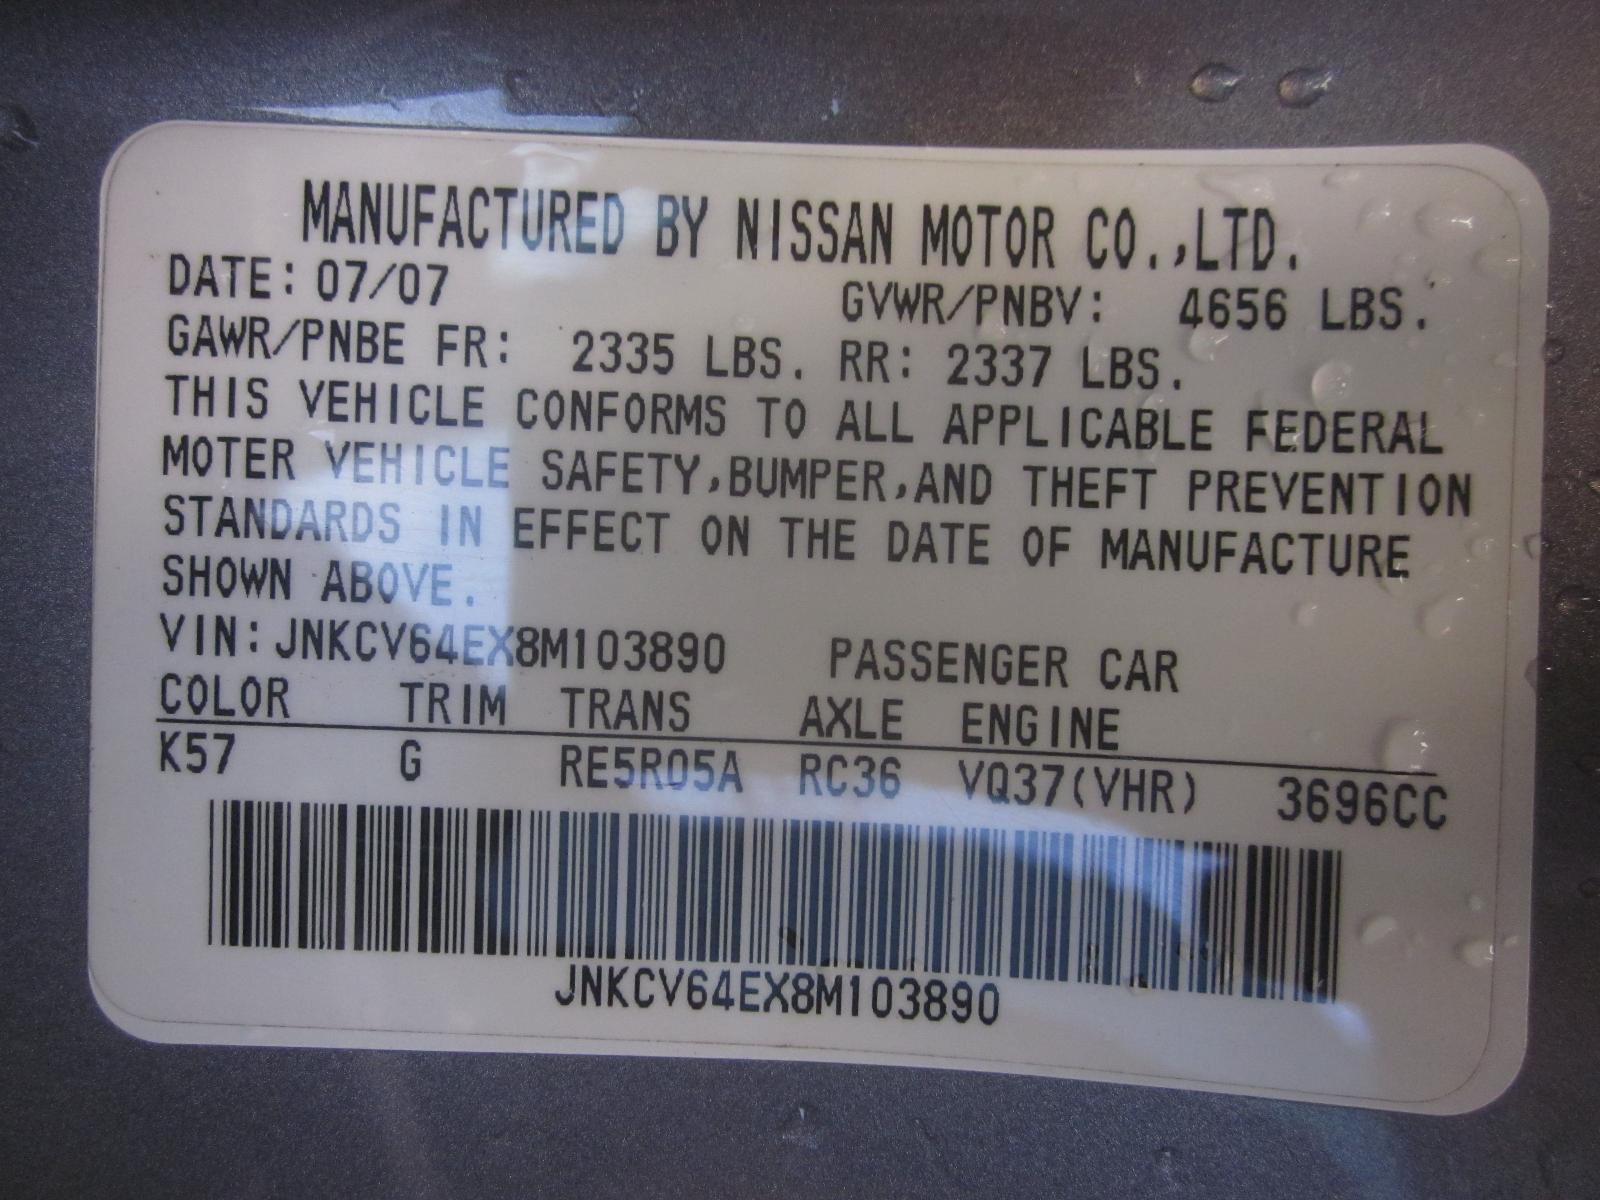 MANUFACTURED BY NISSAN MOTOR CO.,LTD.
DATE: 07/07 GVWR/PNBV: 4656 LBS.
GAWR/PNBE FR: 2335 LBS. RR: 2337 LBS.
THIS VEHICLE CONFORMS TO ALL APPLICABLE FEDERAL
MOTER VEHICLE SAFETY,BUMPER,AND THEFT PREVENTION
STANDARDS IN EFFECT ON THE DATE OF MANUFACTURE
SHOWN ABOVE.
VIN: JNKCV64EX8M103890 PASSENGER CAR
COLOR TRIM TRANS AXLE ENGINE
K57 G RE5R05A RC36 VQ37(VHR) 3696CC
JNKCV64EX8M103890